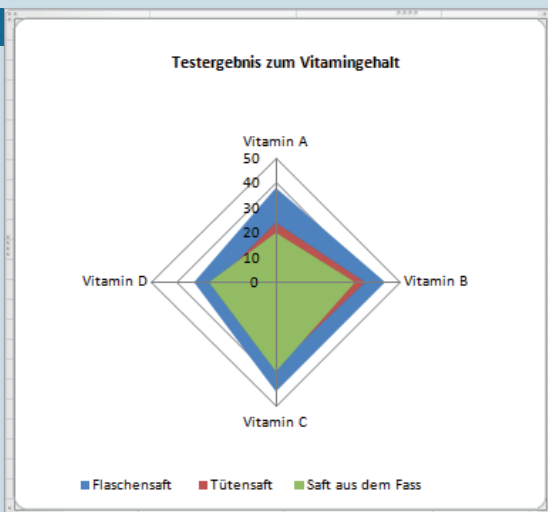 Testergebnis zum Vitamingehalt
Vitamin A
50
40
30
20
10
0
Vitamin D
Vitamin B
Vitamin C
Flaschensaft
Tütensaft
Saft aus dem Fass